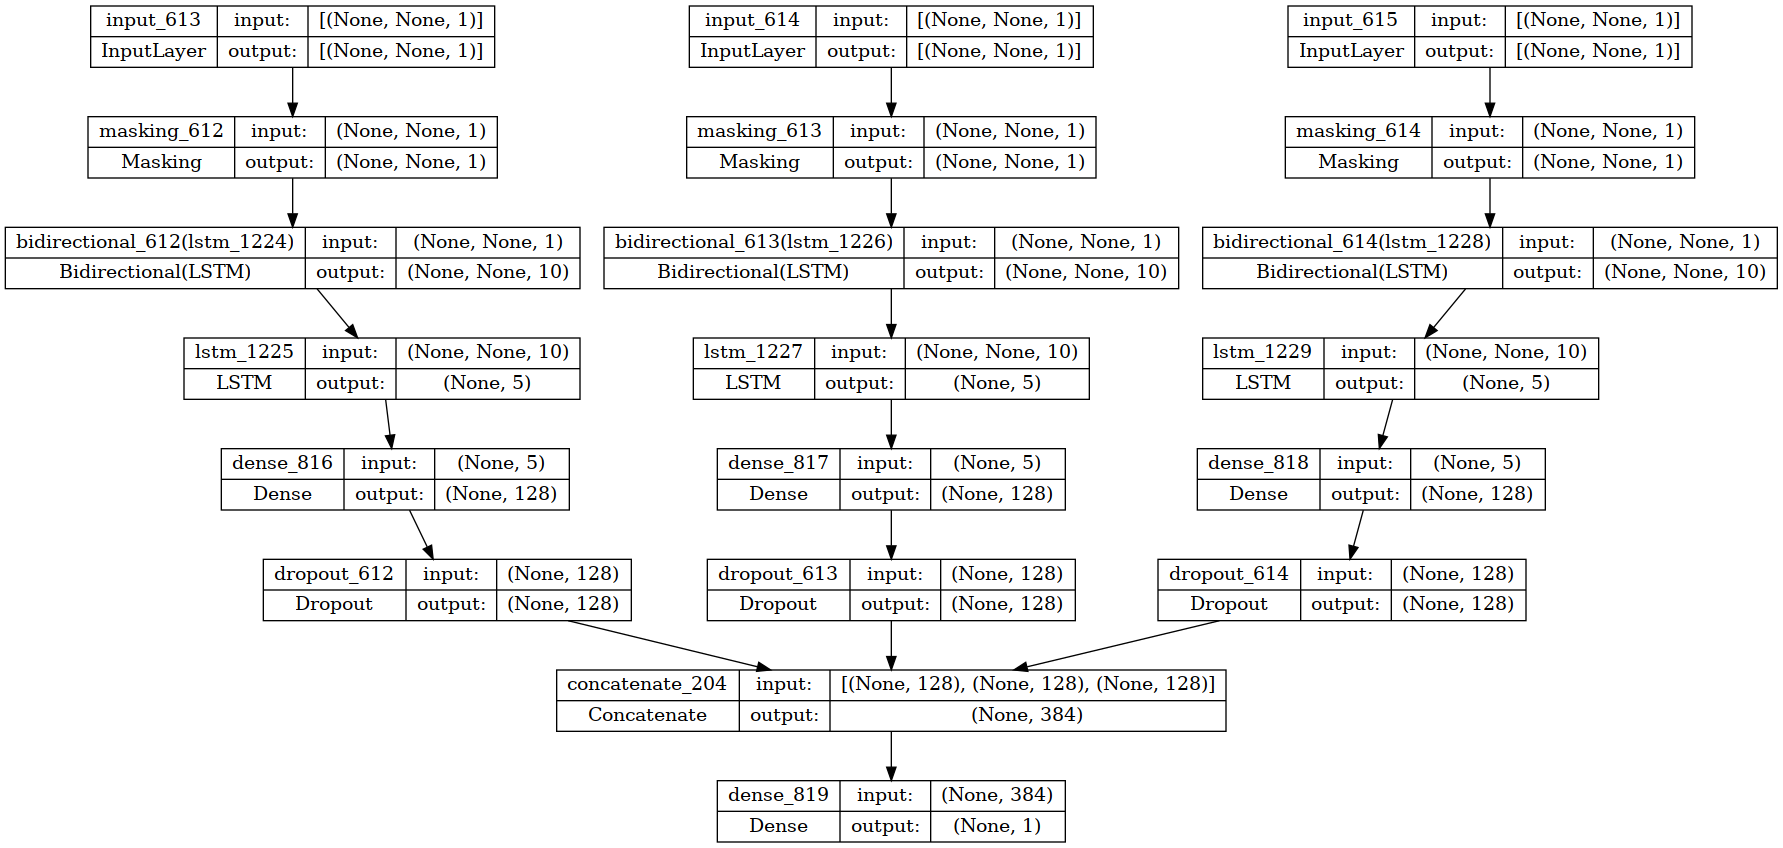 input_613 input: [(None, None, 1)]
InputLayer output: [(None, None, 1)]
input_614 input: [(None, None, 1)]
InputLayer output: [(None, None, 1)]
input_615 input: [(None, None, 1)]
InputLayer output: [(None, None, 1)]
masking_612 input: (None, None, 1)
Masking output: (None, None, 1)
masking_613 input: (None, None, 1)
Masking output: (None, None, 1)
masking_614 input: (None, None, 1)
Masking output: (None, None, 1)
bidirectional_612(lstm_1224) input: (None, None, 1)
Bidirectional(LSTM) output: (None, None, 10)
bidirectional_613(lstm_1226) input: (None, None, 1)
Bidirectional(LSTM) output: (None, None, 10)
bidirectional_614(lstm_1228) input: (None, None, 1)
Bidirectional(LSTM) output: (None, None, 10)
lstm_1225 input: (None, None, 10)
LSTM output: (None, 5)
lstm_1227 input: (None, None, 10)
LSTM output: (None, 5)
lstm_1229 input: (None, None, 10)
LSTM output: (None, 5)
dense_816 input: (None, 5)
Dense output: (None, 128)
dense_817 input: (None, 5)
Dense output: (None, 128)
dense_818 input: (None, 5)
Dense output: (None, 128)
dropout_612 input: (None, 128)
Dropout output: (None, 128)
dropout_613 input: (None, 128)
Dropout output: (None, 128)
dropout_614 input: (None, 128)
Dropout output: (None, 128)
concatenate_204 input: [(None, 128), (None, 128), (None, 128)]
Concatenate output: (None, 384)
dense_819 input: (None, 384)
Dense output: (None, 1)